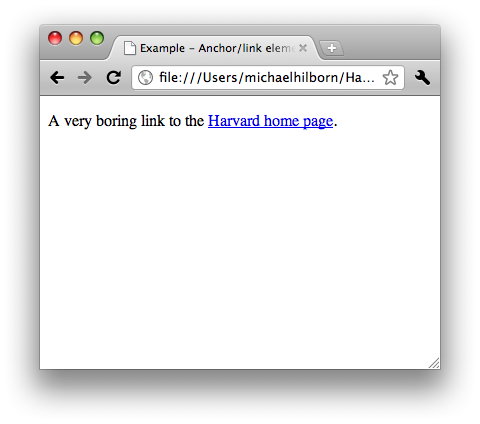 Example – Anchor/link eleme
file:///Users/michaelhilborn/Ha...
A very boring link to the Harvard home page.